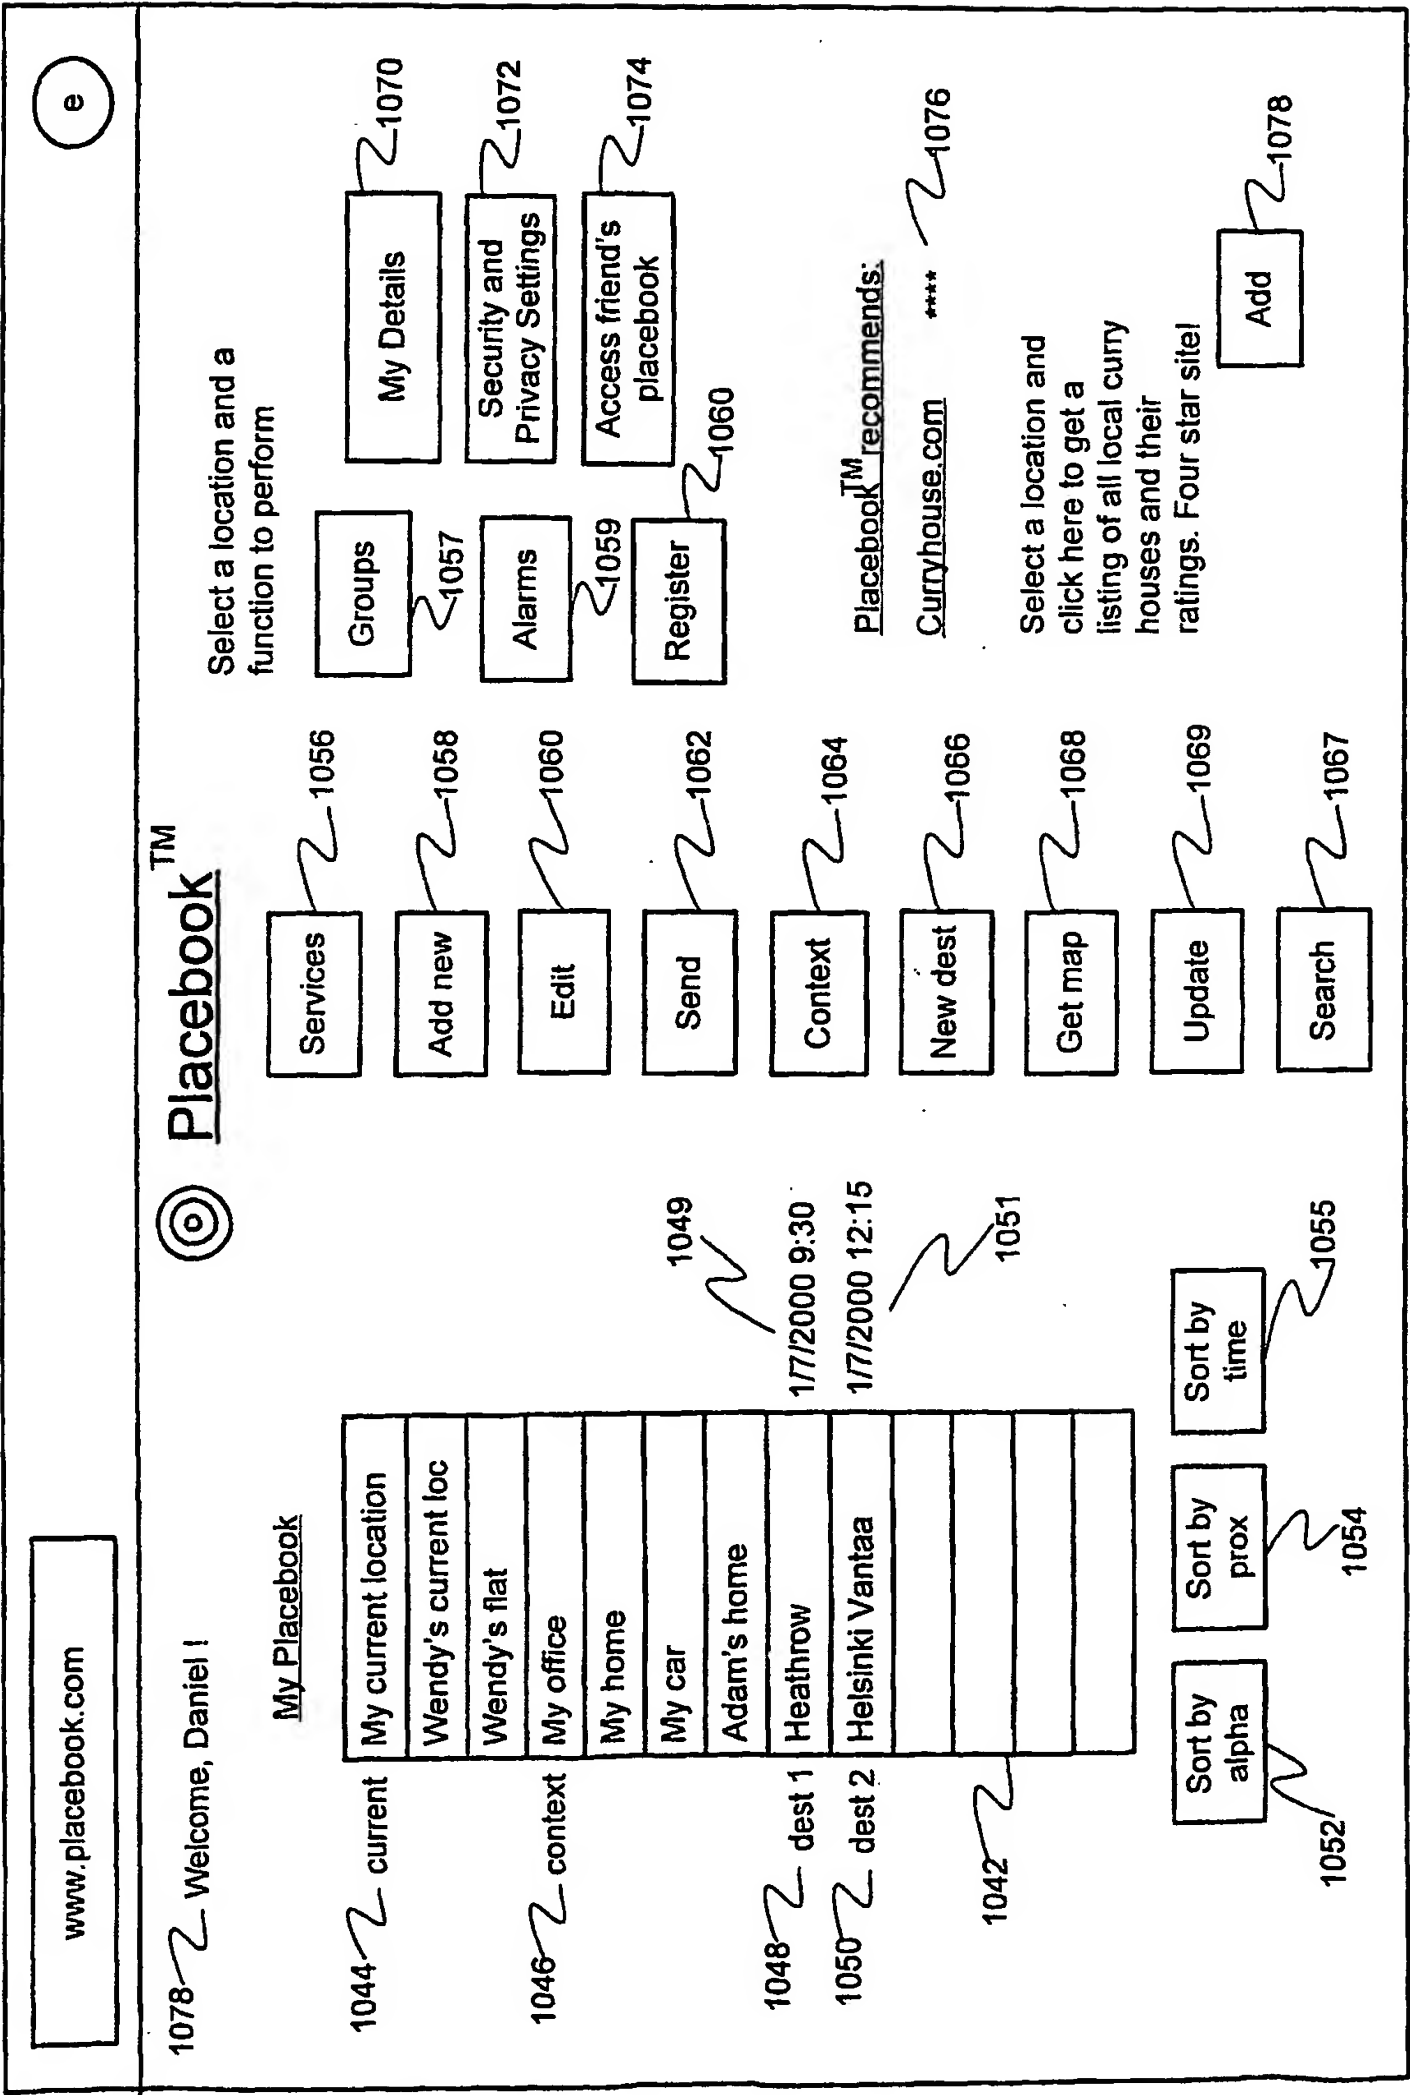 www.placebook.com
e
1078 Welcome, Daniel !
Placebook™
My Placebook
1044 current My current location
Wendy's current loc
Wendy's flat
1046 context My office
My home
My car
Adam's home
1048 dest 1 Heathrow 1/7/2000 9:30
1050 dest 2 Helsinki Vantaa 1/7/2000 12:15
1049
1051
1042
Sort by
alpha
1052
Sort by
prox
1054
Sort by
time
1055
Services 1056
Add new 1058
Edit 1060
Send 1062
Context 1064
New dest 1066
Get map 1068
Update 1069
Search 1067
Select a location and a
function to perform
Groups
1057
Alarms
1059
Register
1060
My Details
1070
Security and
Privacy Settings
1072
Access friend's
placebook
1074
Placebook™ recommends:
Curryhouse.com **** 1076
Select a location and
click here to get a
listing of all local curry
houses and their
ratings. Four star site!
Add
1078